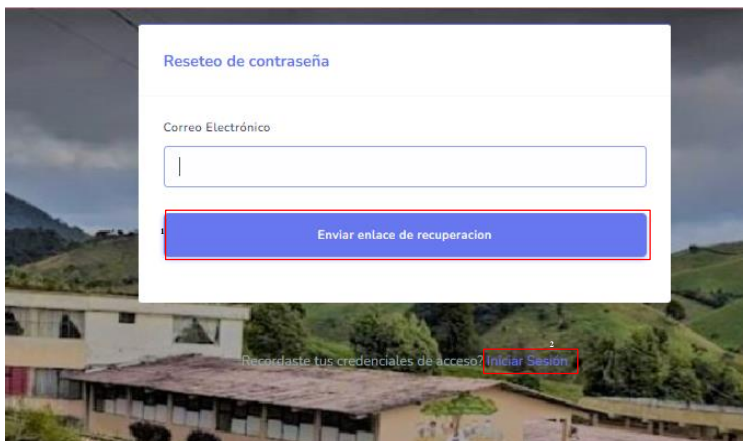 Reseteo de contraseña
Correo Electrónico
1
Enviar enlace de recuperacion
2
Recordaste tus credenciales de acceso? Iniciar Sesión